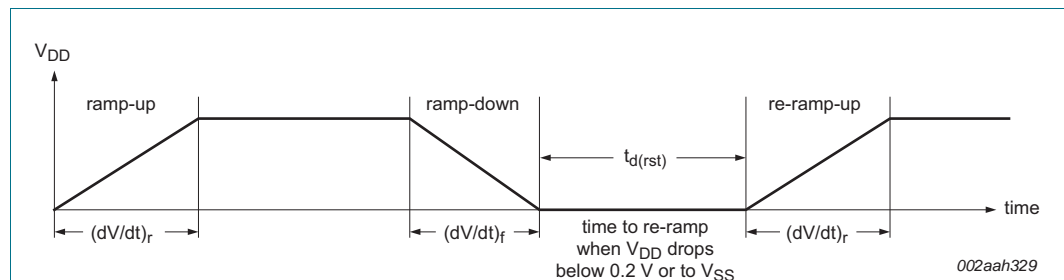 V_DD
ramp-up
ramp-down
re-ramp-up
t_d(rst)
time
(dV/dt)_r
(dV/dt)_f
time to re-ramp
when V_DD drops
below 0.2 V or to V_SS
(dV/dt)_r
002aah329